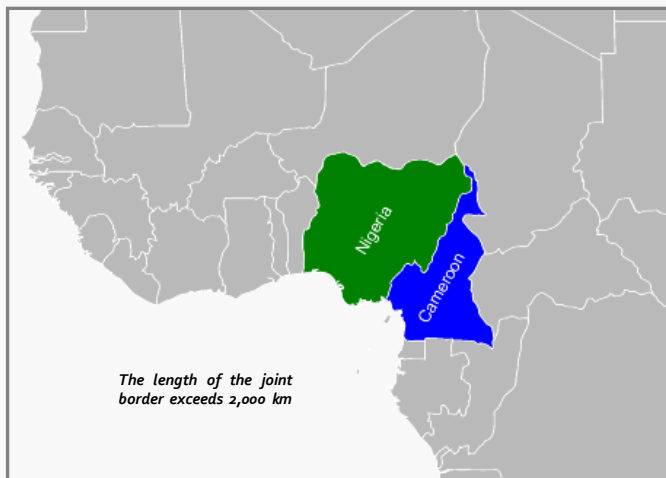 Nigeria
Cameroon
The length of the joint
border exceeds 2,000 km